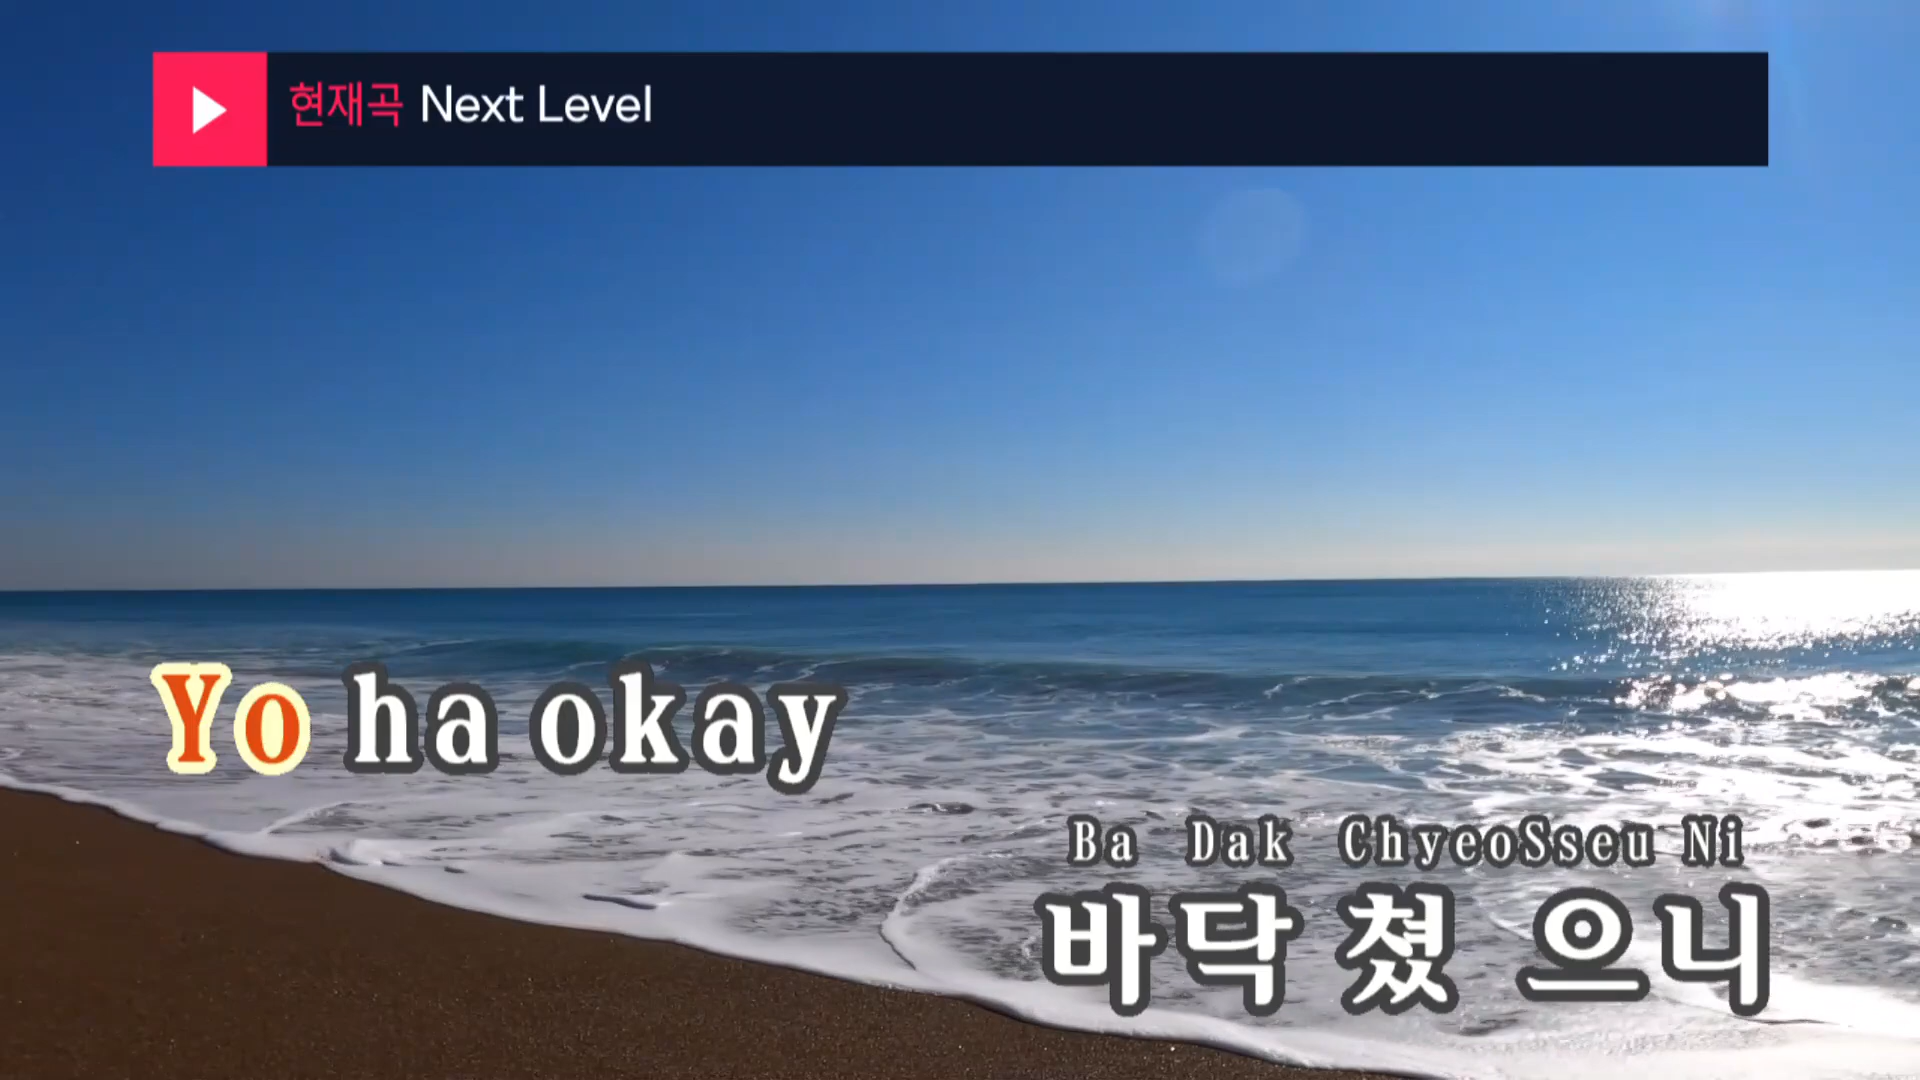 현재곡 Next Level
Yo ha okay
Ba Dak ChyeoSseu Ni
바닥 쳤 으니